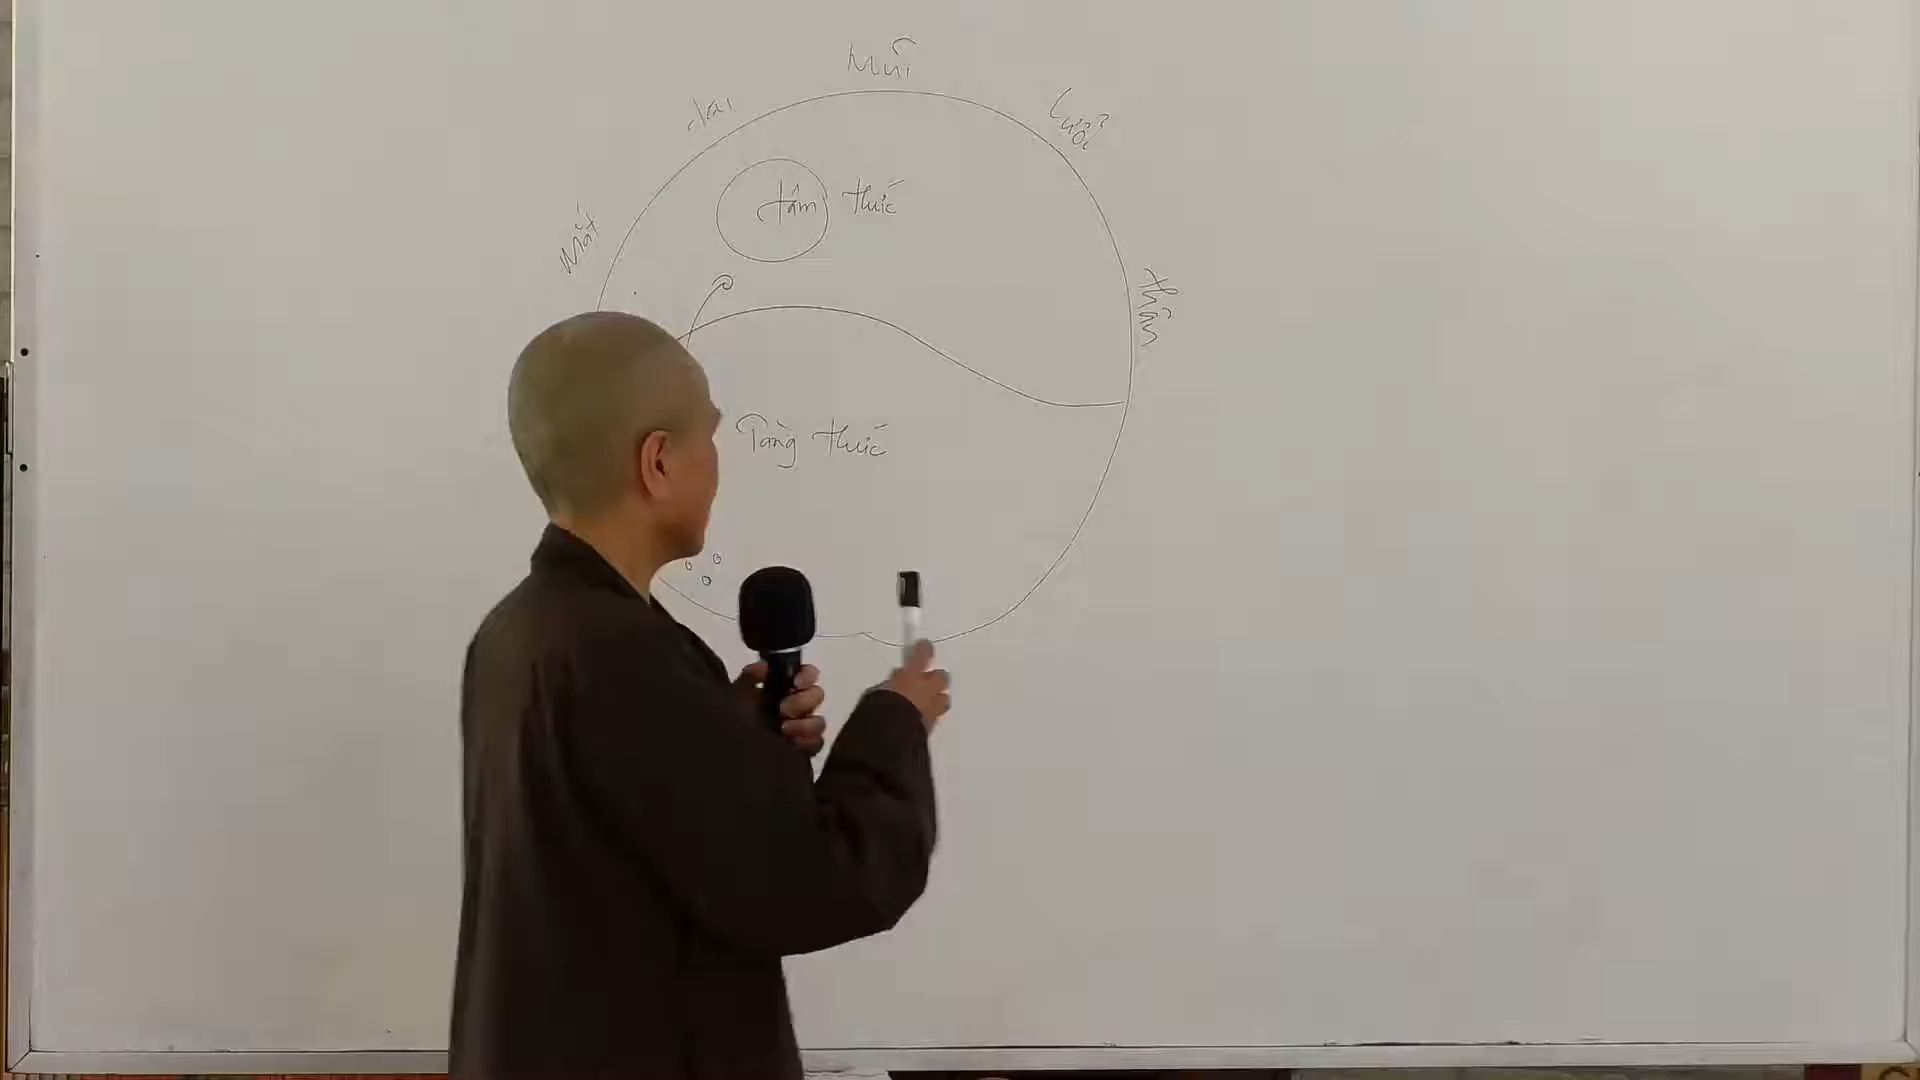 Mũi
Tai
Lưỡi
Mắt
tâm thức
thân
Tàng thức